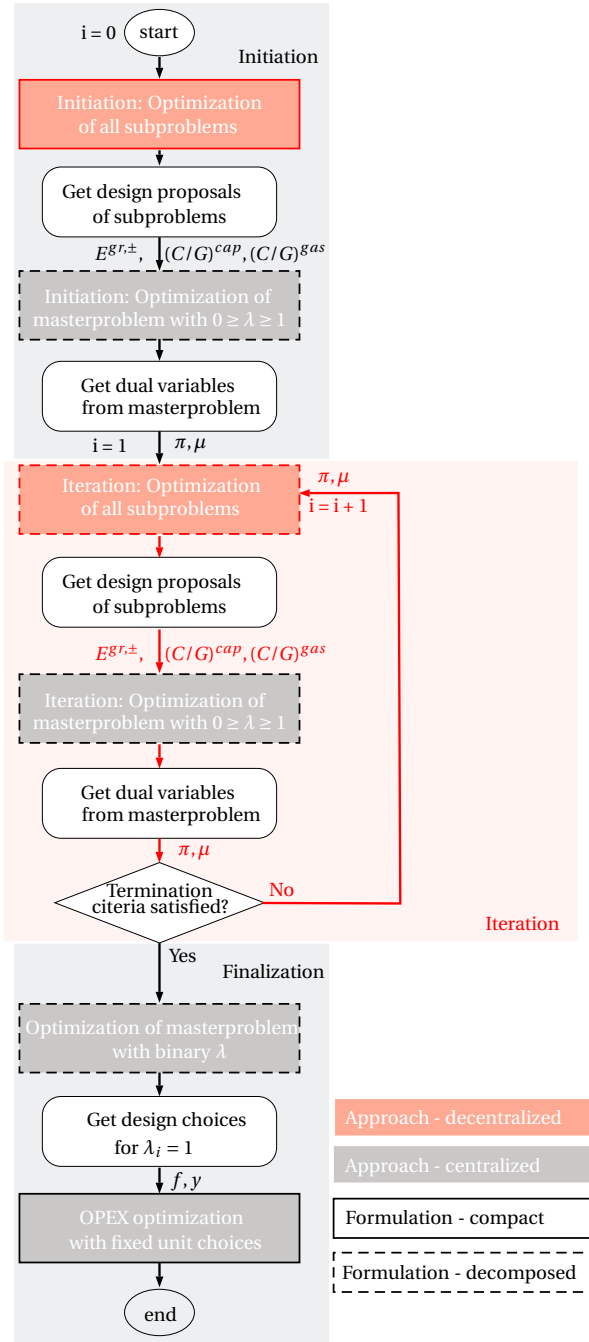 i = 0
start
Initiation
Initiation: Optimization
of all subproblems
Get design proposals
of subproblems
E^{gr,±}, (C/G)^{cap}, (C/G)^{gas}
Initiation: Optimization of
masterproblem with 0 ≥ λ ≥ 1
Get dual variables
from masterproblem
i = 1 π, μ
Iteration: Optimization
of all subproblems
π, μ
i = i + 1
Get design proposals
of subproblems
E^{gr,±}, (C/G)^{cap}, (C/G)^{gas}
Iteration: Optimization of
masterproblem with 0 ≥ λ ≥ 1
Get dual variables
from masterproblem
π, μ
Termination
criteria satisfied?
No
Iteration
Yes
Finalization
Optimization of masterproblem
with binary λ
Get design choices
for λ_i = 1
f, y
OPEX optimization
with fixed unit choices
end
Approach - decentralized
Approach - centralized
Formulation - compact
Formulation - decomposed